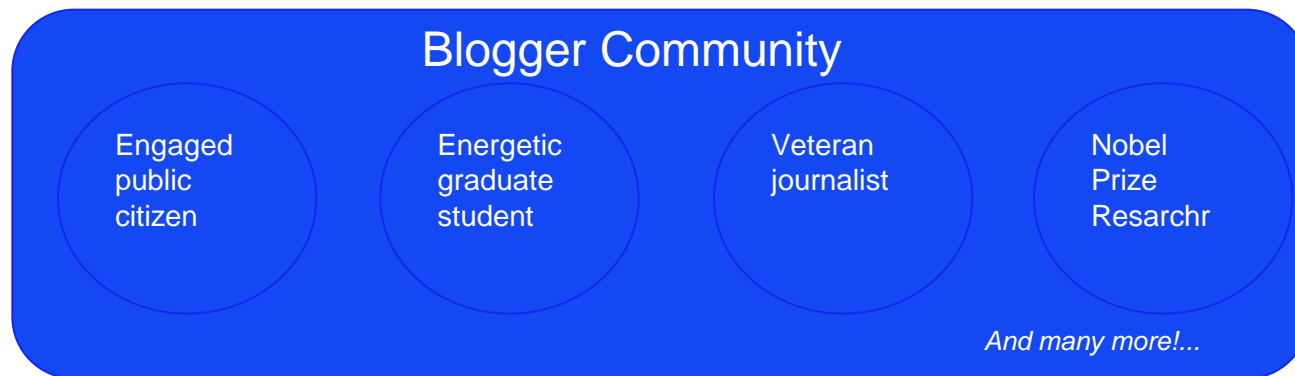 Blogger Community
Engaged
public
citizen
Energetic
graduate
student
Veteran
journalist
Nobel
Prize
Resarchr
And many more!...